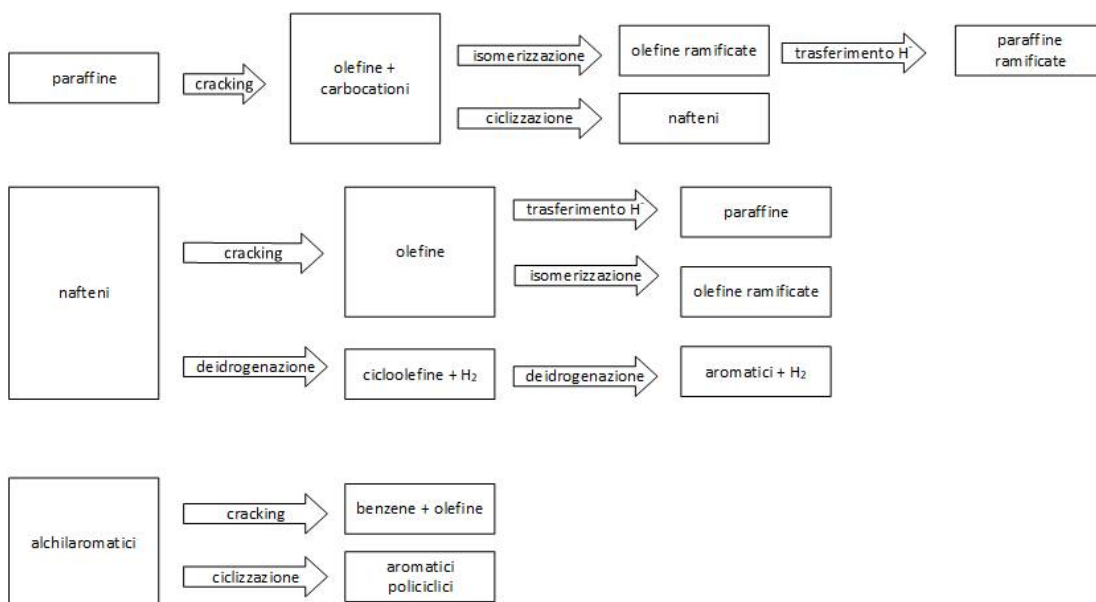 paraffine
cracking
olefine +
carbocationi
isomerizzazione
olefine ramificate
trasferimento H⁻
paraffine
ramificate
ciclizzazione
nafteni
nafteni
cracking
olefine
trasferimento H⁻
paraffine
isomerizzazione
olefine ramificate
deidrogenazione
cicloolefine + H₂
deidrogenazione
aromatici + H₂
alchilaromatici
cracking
benzene + olefine
ciclizzazione
aromatici
policiclici